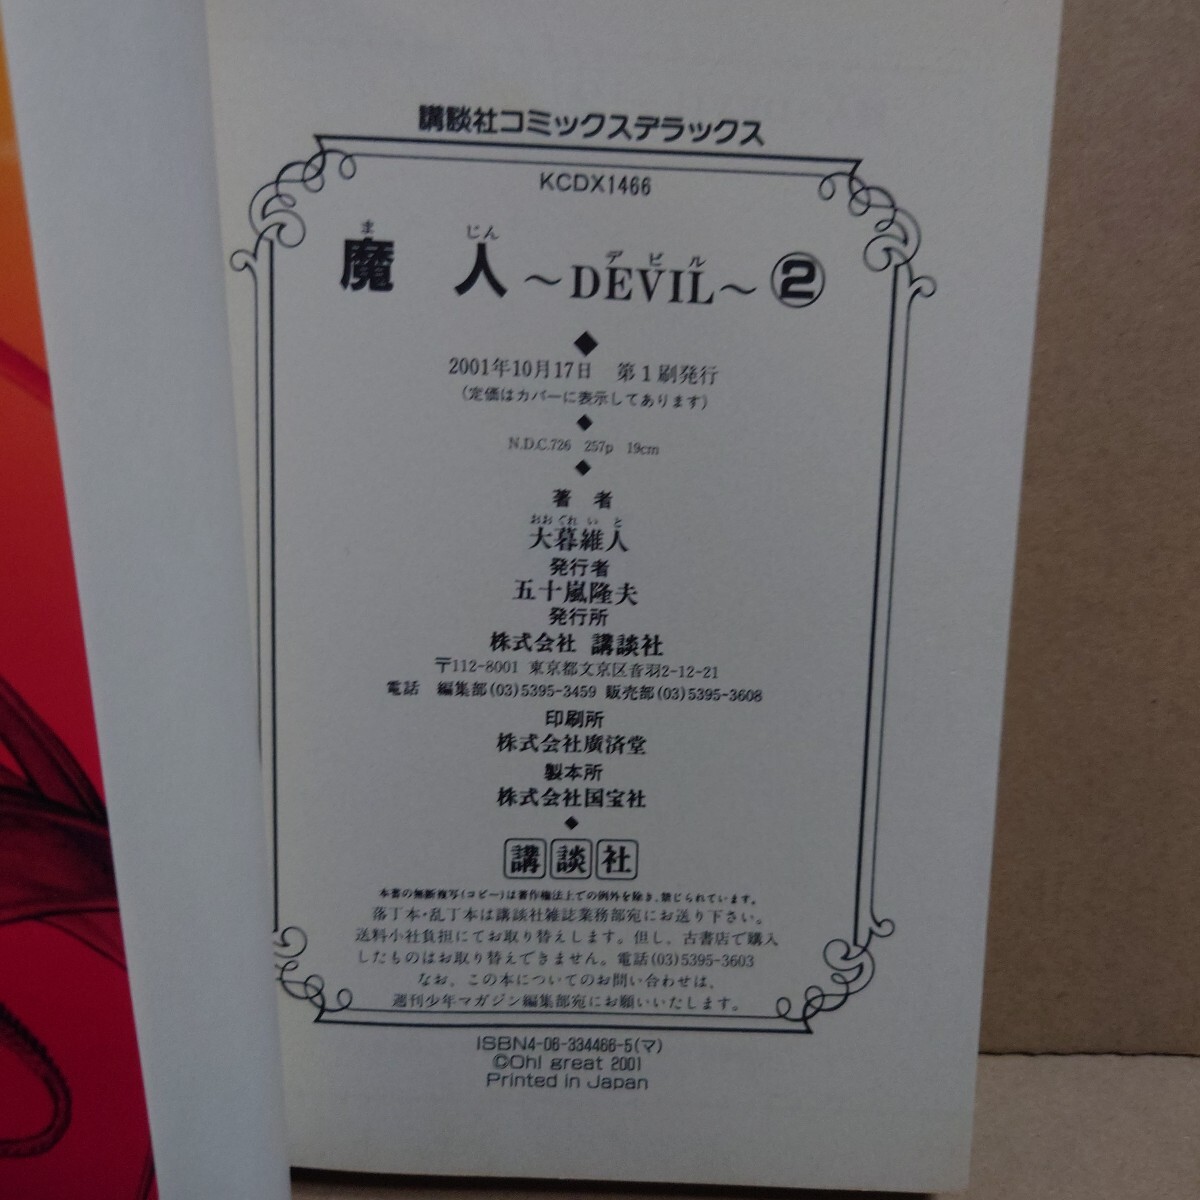 講談社コミックスデラックス
KCDX1466
ま じん デ ビ ル
魔 人 ～DEVIL～ ②
◆
2001年10月17日 第1刷発行
(定価はカバーに表示してあります)
◆
N.D.C.726 257p 19cm
◆
著 者
おおぐれ い と
大暮維人
発行者
五十嵐隆夫
発行所
株式会社 講談社
〒112-8001 東京都文京区音羽2-12-21
電話 編集部(03)5395-3459 販売部(03)5395-3608
印刷所
株式会社廣済堂
製本所
株式会社国宝社
◆
講談社
本書の無断複写(コピー)は著作権法上での例外を除き、禁じられています。
落丁本・乱丁本は講談社雑誌業務部宛にお送り下さい。
送料小社負担にてお取り替えします。但し、古書店で購入
したものはお取り替えできません。電話(03)5395-3603
なお、この本についてのお問い合わせは、
週刊少年マガジン編集部宛にお願いいたします。
ISBN4-06-334466-5(マ)
©Oh! great 2001
Printed in Japan